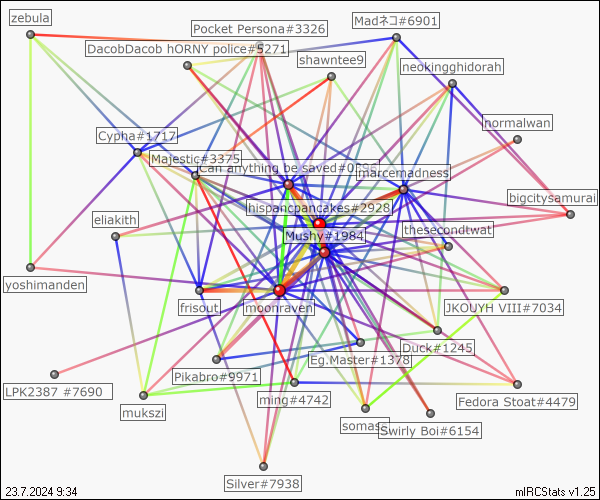 zebula
Pocket Persona#3326
Madネコ#6901
DacobDacob hORNY police#5271
shawntee9
neokingghidorah
normalwan
Cypha#1717
Majestic#3375
Can anything be saved#0
marcemadness
hispancpancakes#2928
bigcitysamurai
eliakith
Mushy#1984
thesecondtwat
yoshimanden
frisout
moonraven
JKOUYH VIII#7034
Duck#1245
Eg.Master#1378
Pikabro#9971
LPK2387 #7690
mukszi
ming#4742
Fedora Stoat#4479
Swirly Boi#6154
Silver#7938
23.7.2024 9:34
mIRCStats v1.25